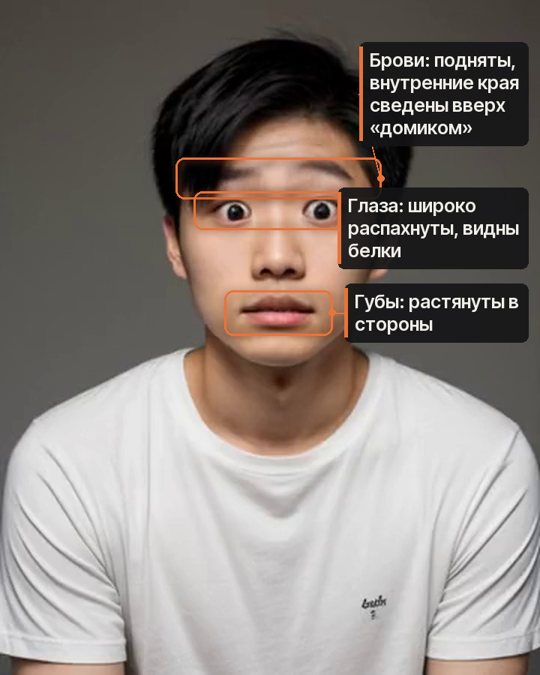 Брови: подняты,
внутренние края
сведены вверх
«домиком»
Глаза: широко
распахнуты, видны
белки
Губы: растянуты в
стороны